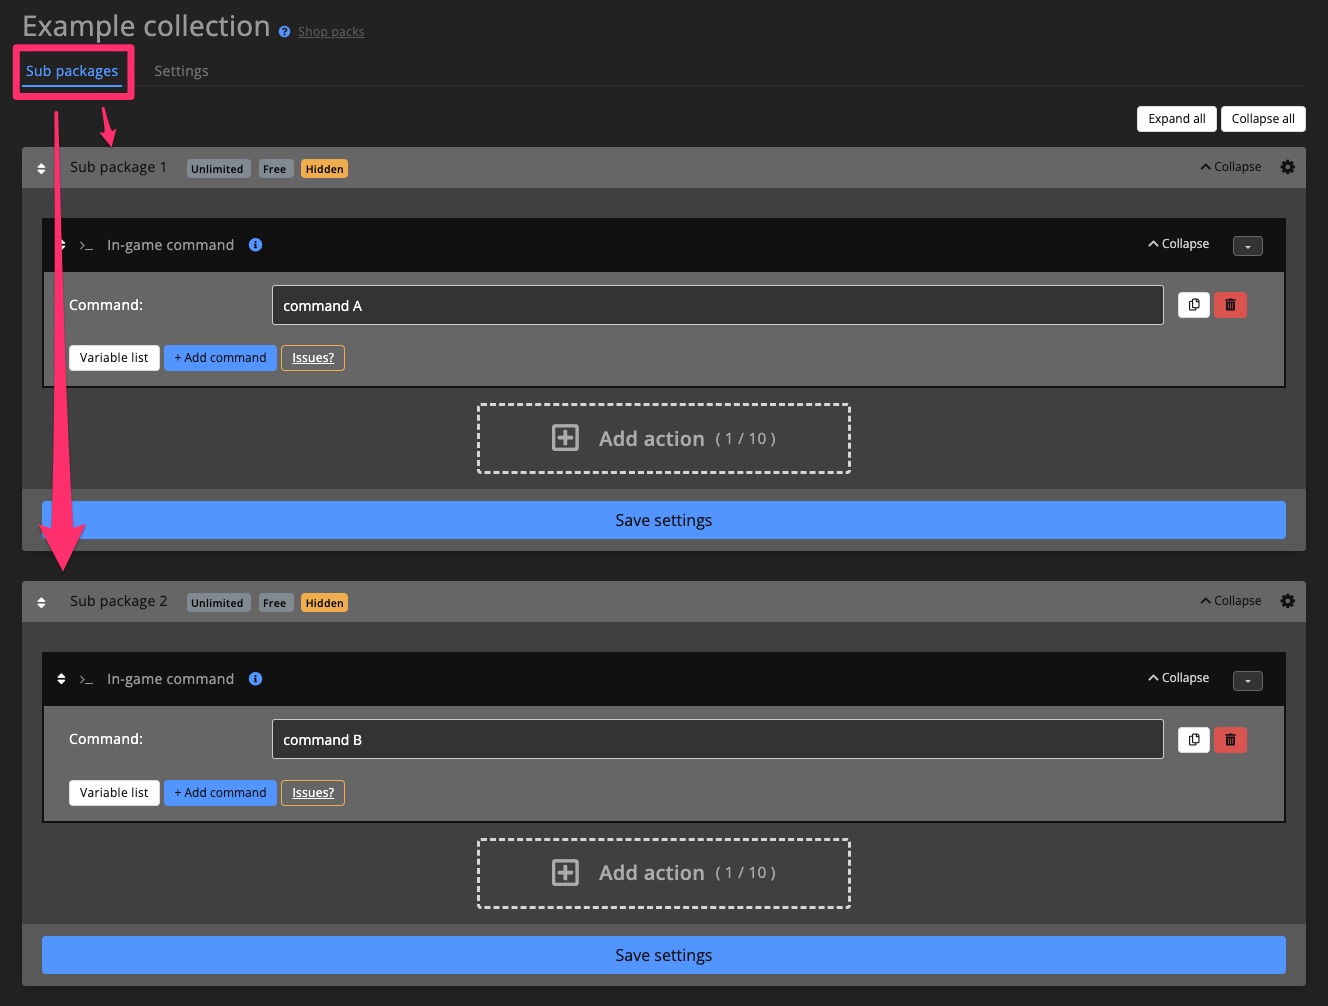 Example collection ? Shop packs
Sub packages Settings
Expand all Collapse all
Sub package 1 Unlimited Free Hidden Collapse
>_ In-game command i Collapse
Command: command A
Variable list + Add command Issues?
Add action ( 1 / 10 )
Save settings
Sub package 2 Unlimited Free Hidden Collapse
>_ In-game command i Collapse
Command: command B
Variable list + Add command Issues?
Add action ( 1 / 10 )
Save settings